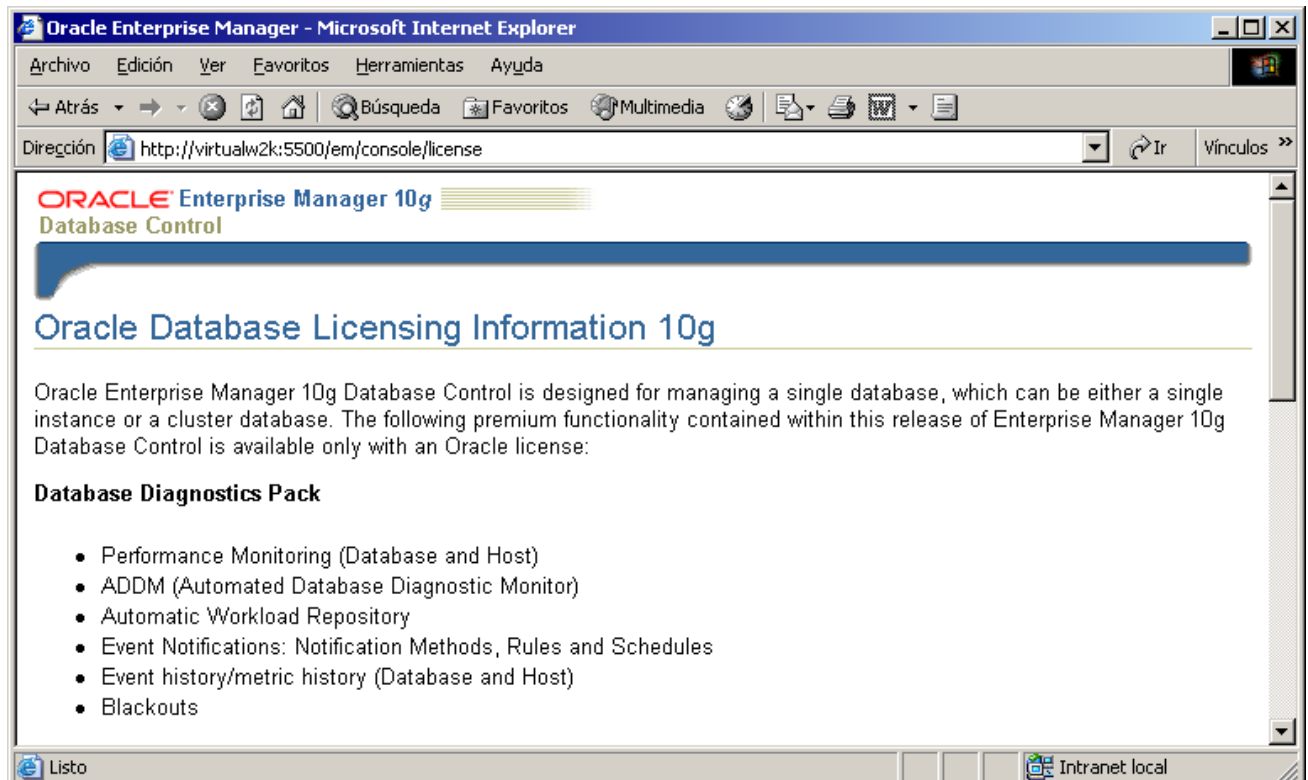 Oracle Enterprise Manager - Microsoft Internet Explorer
Archivo Edición Ver Favoritos Herramientas Ayuda
Atrás Búsqueda Favoritos Multimedia
Dirección http://virtualw2k:5500/em/console/license Ir Vínculos »
ORACLE Enterprise Manager 10g
Database Control
Oracle Database Licensing Information 10g
Oracle Enterprise Manager 10g Database Control is designed for managing a single database, which can be either a single
instance or a cluster database. The following premium functionality contained within this release of Enterprise Manager 10g
Database Control is available only with an Oracle license:
Database Diagnostics Pack
• Performance Monitoring (Database and Host)
• ADDM (Automated Database Diagnostic Monitor)
• Automatic Workload Repository
• Event Notifications: Notification Methods, Rules and Schedules
• Event history/metric history (Database and Host)
• Blackouts
Listo Intranet local